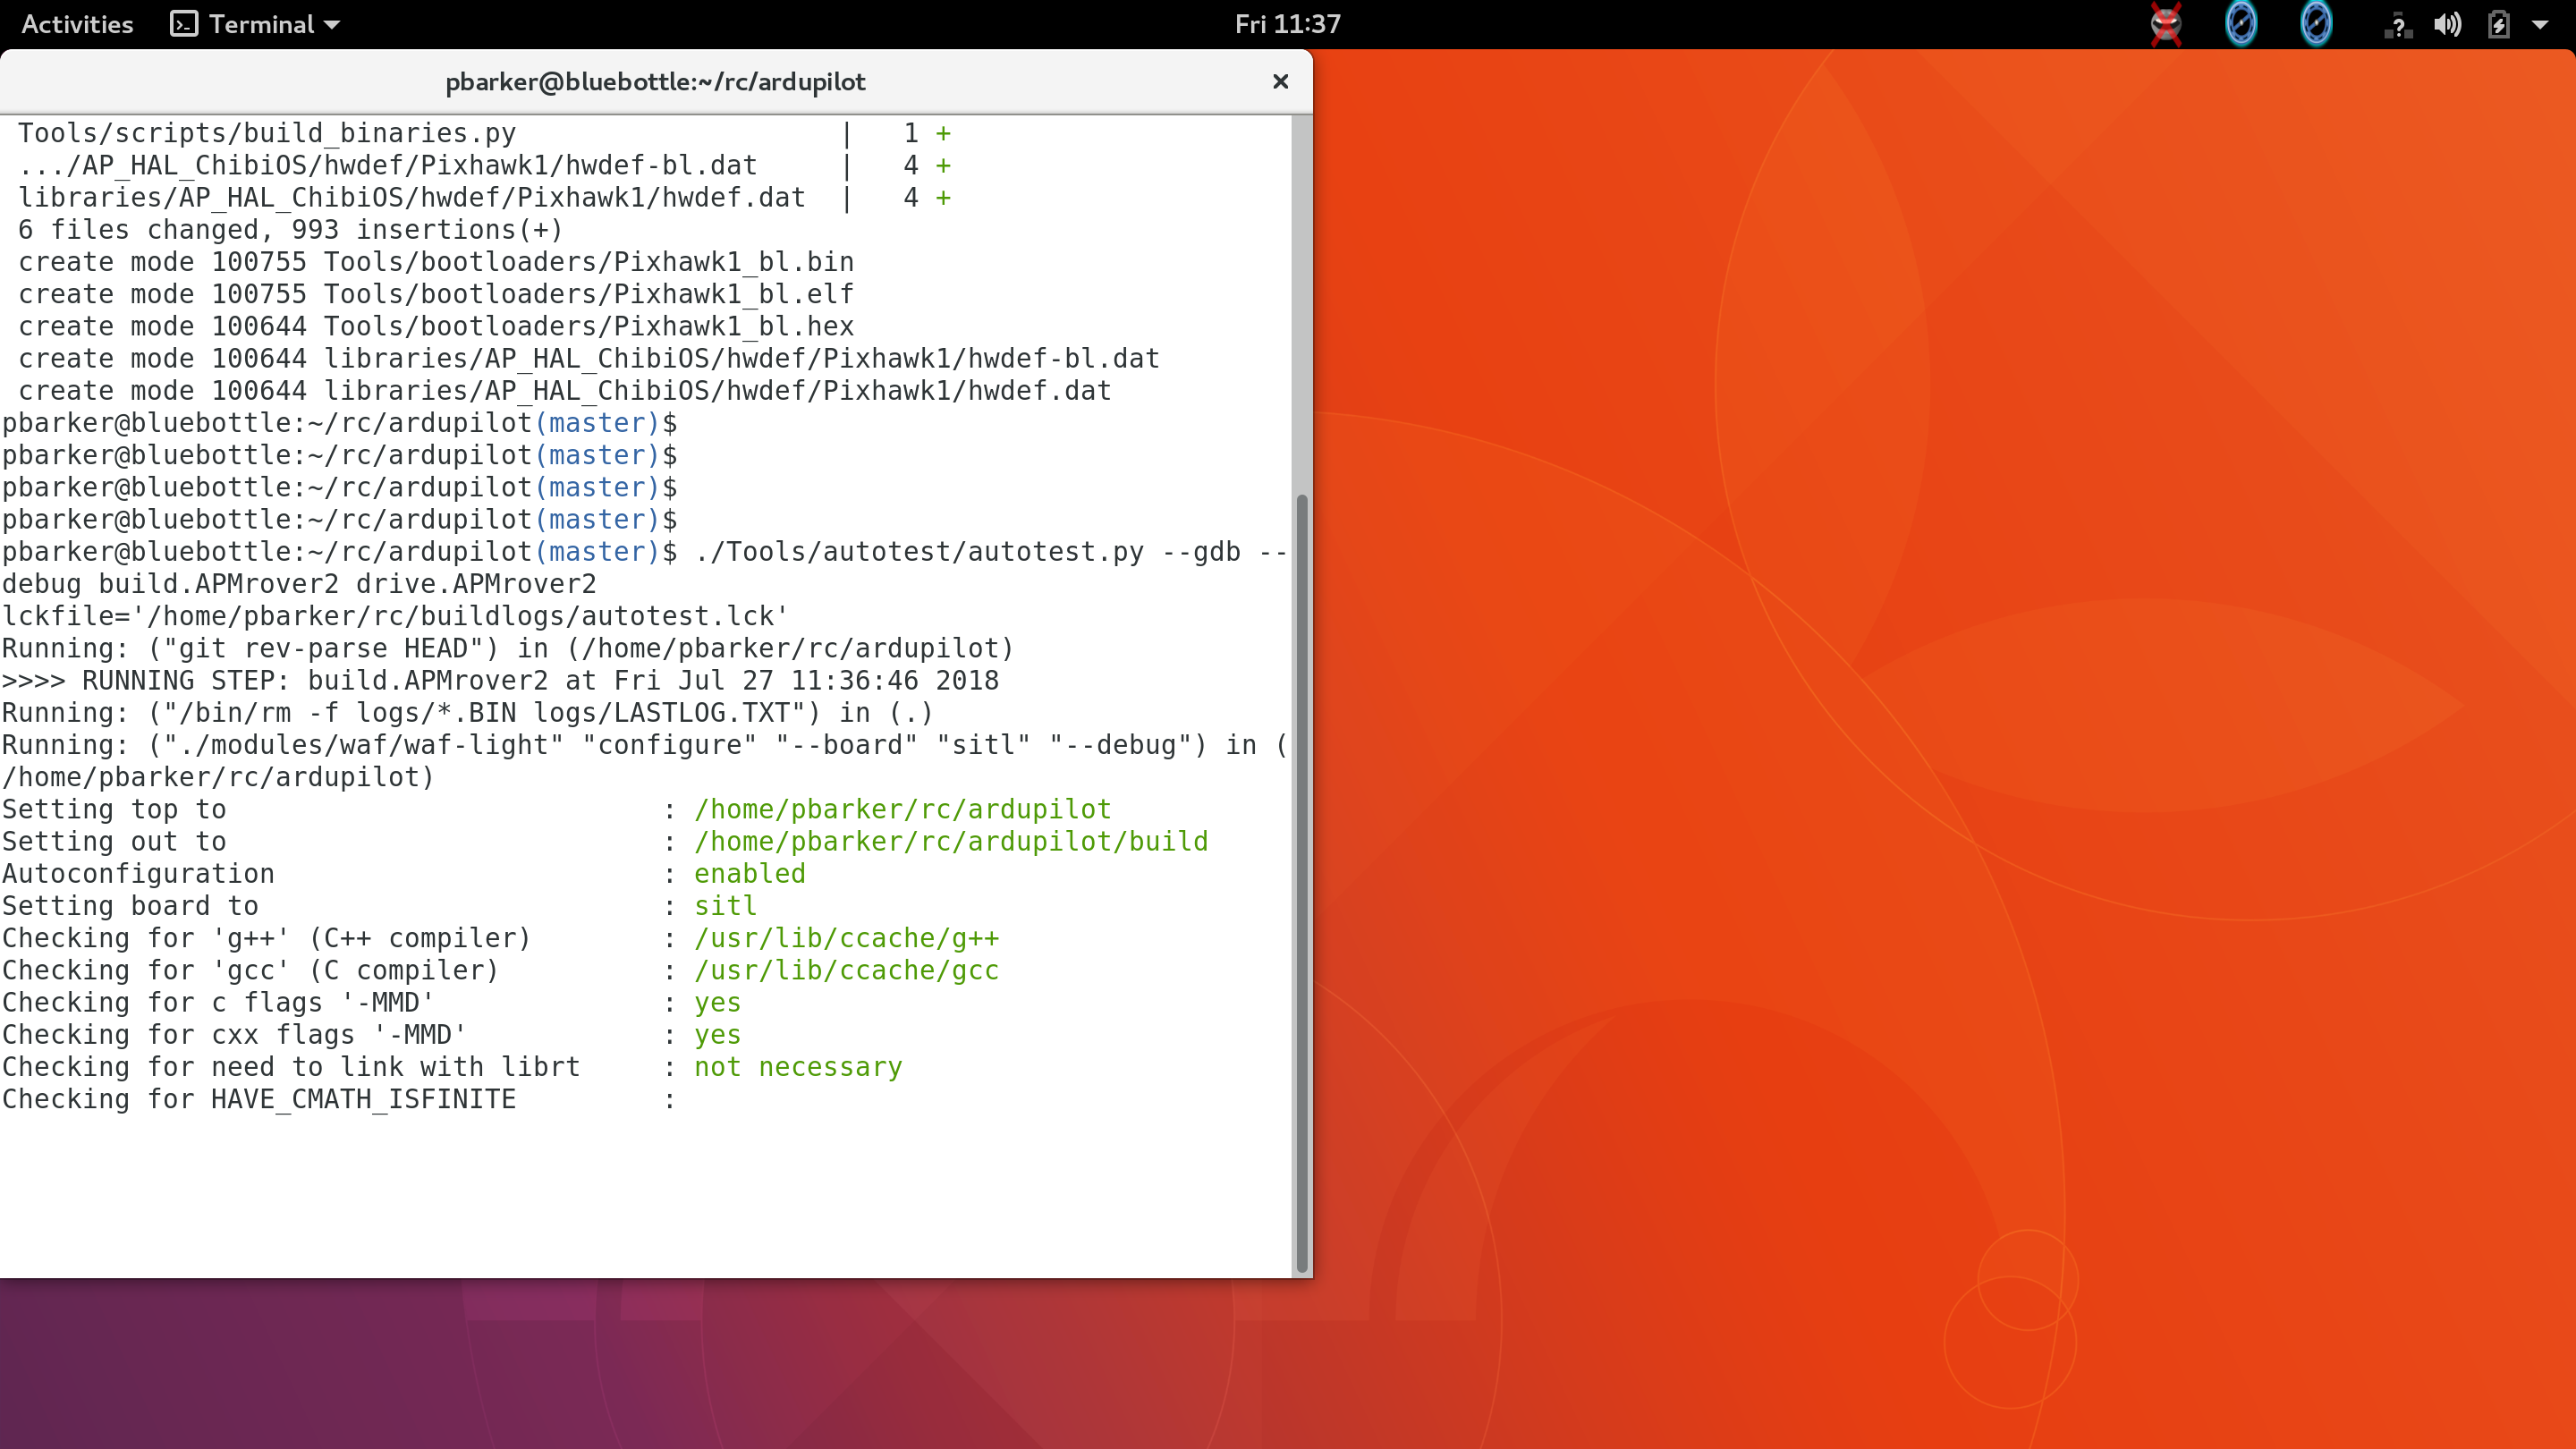 Activities Terminal Fri 11:37
pbarker@bluebottle:~/rc/ardupilot
Tools/scripts/build_binaries.py | 1 +
.../AP_HAL_ChibiOS/hwdef/Pixhawk1/hwdef-bl.dat | 4 +
libraries/AP_HAL_ChibiOS/hwdef/Pixhawk1/hwdef.dat | 4 +
6 files changed, 993 insertions(+)
create mode 100755 Tools/bootloaders/Pixhawk1_bl.bin
create mode 100755 Tools/bootloaders/Pixhawk1_bl.elf
create mode 100644 Tools/bootloaders/Pixhawk1_bl.hex
create mode 100644 libraries/AP_HAL_ChibiOS/hwdef/Pixhawk1/hwdef-bl.dat
create mode 100644 libraries/AP_HAL_ChibiOS/hwdef/Pixhawk1/hwdef.dat
pbarker@bluebottle:~/rc/ardupilot(master)$
pbarker@bluebottle:~/rc/ardupilot(master)$
pbarker@bluebottle:~/rc/ardupilot(master)$
pbarker@bluebottle:~/rc/ardupilot(master)$
pbarker@bluebottle:~/rc/ardupilot(master)$ ./Tools/autotest/autotest.py --gdb --
debug build.APMrover2 drive.APMrover2
lckfile='/home/pbarker/rc/buildlogs/autotest.lck'
Running: ("git rev-parse HEAD") in (/home/pbarker/rc/ardupilot)
>>>> RUNNING STEP: build.APMrover2 at Fri Jul 27 11:36:46 2018
Running: ("/bin/rm -f logs/*.BIN logs/LASTLOG.TXT") in (.)
Running: ("./modules/waf/waf-light" "configure" "--board" "sitl" "--debug") in (
/home/pbarker/rc/ardupilot)
Setting top to : /home/pbarker/rc/ardupilot
Setting out to : /home/pbarker/rc/ardupilot/build
Autoconfiguration : enabled
Setting board to : sitl
Checking for 'g++' (C++ compiler) : /usr/lib/ccache/g++
Checking for 'gcc' (C compiler) : /usr/lib/ccache/gcc
Checking for c flags '-MMD' : yes
Checking for cxx flags '-MMD' : yes
Checking for need to link with librt : not necessary
Checking for HAVE_CMATH_ISFINITE :